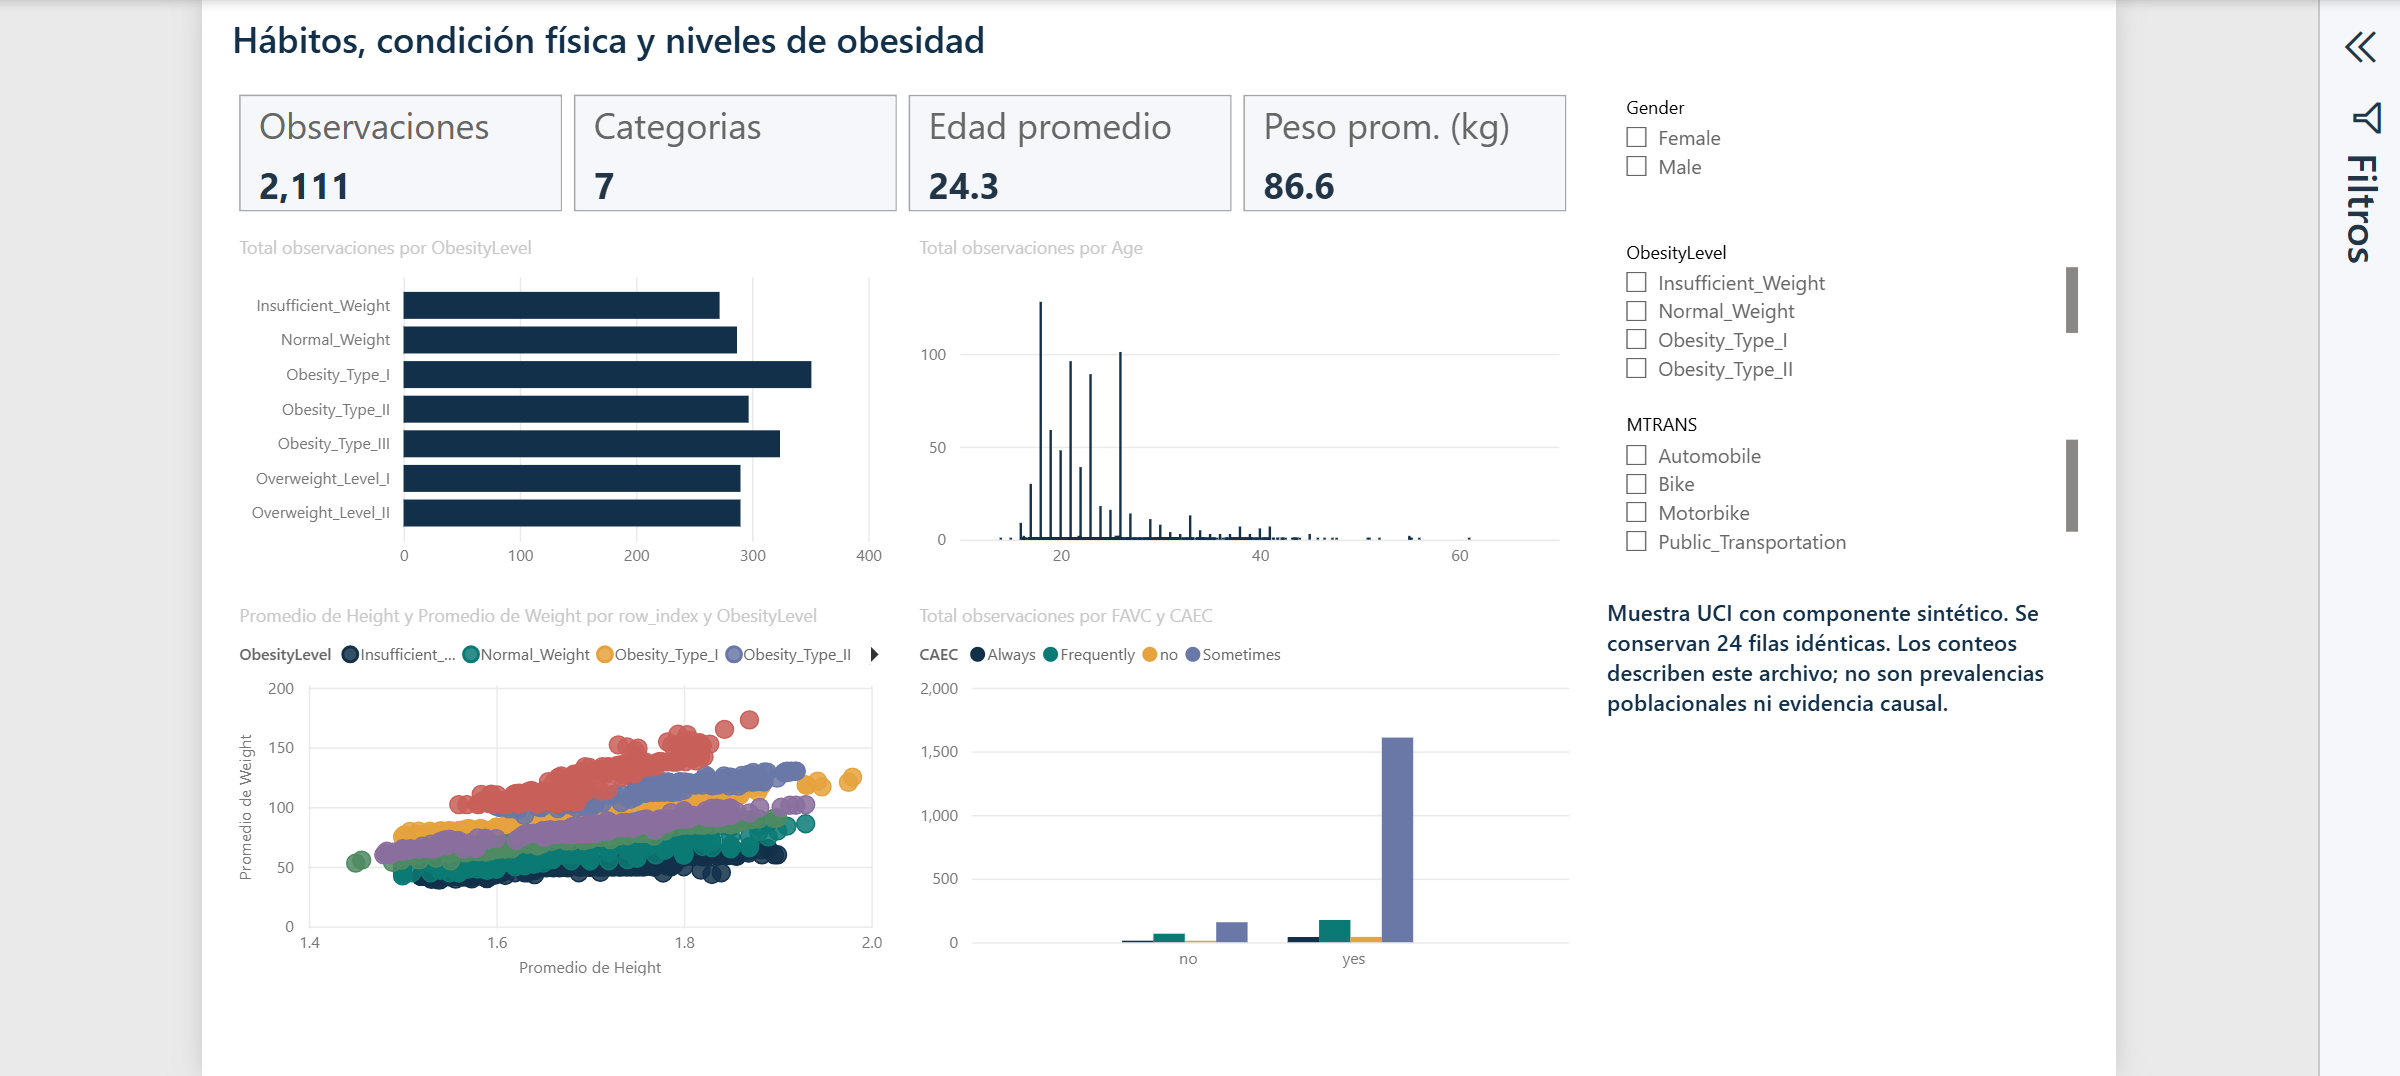 Hábitos, condición física y niveles de obesidad
Observaciones
2,111
Categorias
7
Edad promedio
24.3
Peso prom. (kg)
86.6
Gender
Female
Male
Filtros
Total observaciones por ObesityLevel
Insufficient_Weight
Normal_Weight
Obesity_Type_I
Obesity_Type_II
Obesity_Type_III
Overweight_Level_I
Overweight_Level_II
0 100 200 300 400
Total observaciones por Age
100
50
0
20 40 60
ObesityLevel
Insufficient_Weight
Normal_Weight
Obesity_Type_I
Obesity_Type_II
MTRANS
Automobile
Bike
Motorbike
Public_Transportation
Promedio de Height y Promedio de Weight por row_index y ObesityLevel
ObesityLevel Insufficient_... Normal_Weight Obesity_Type_I Obesity_Type_II
Promedio de Weight
200
150
100
50
0
1.4 1.6 1.8 2.0
Promedio de Height
Total observaciones por FAVC y CAEC
CAEC Always Frequently no Sometimes
2,000
1,500
1,000
500
0
no yes
Muestra UCI con componente sintético. Se
conservan 24 filas idénticas. Los conteos
describen este archivo; no son prevalencias
poblacionales ni evidencia causal.